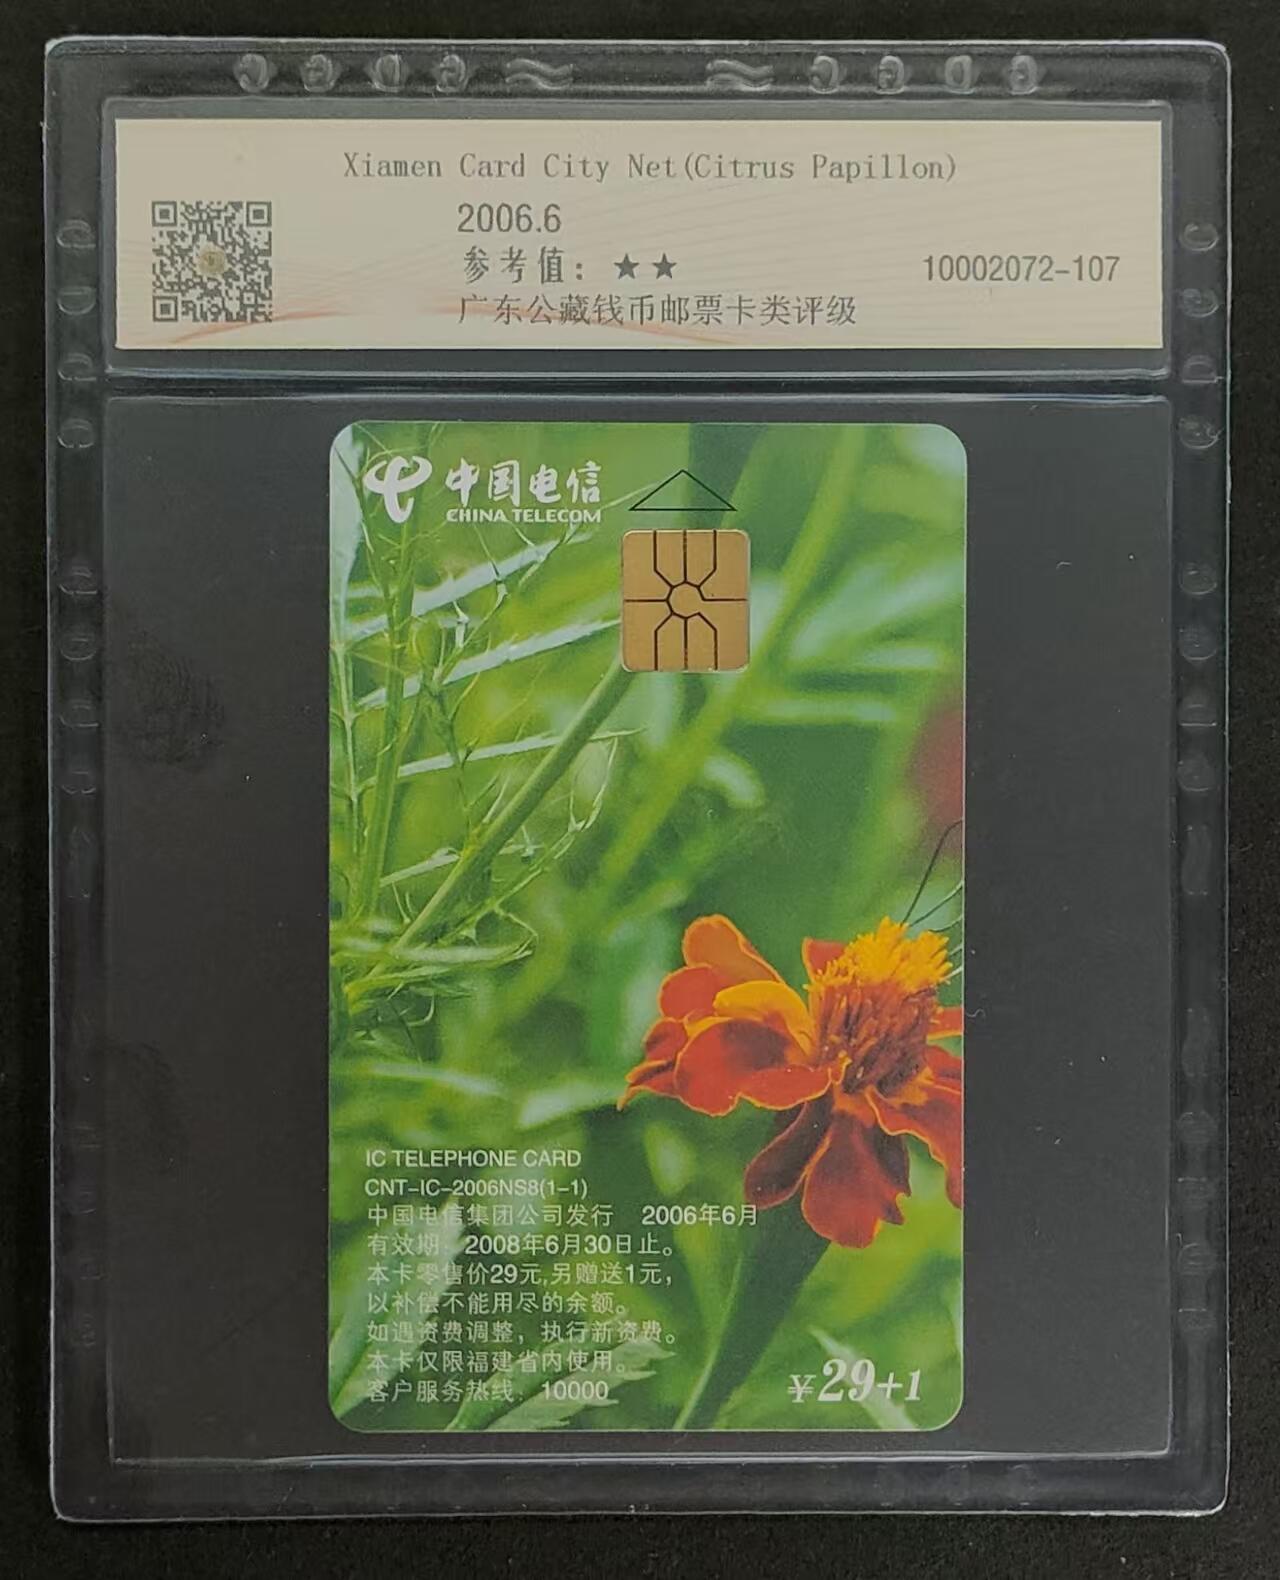 Xiamen Card City Net(Citrus Papillon)
2006.6
参考值：★★
10002072-107
广东公藏钱币邮票卡类评级
中国电信
CHINA TELECOM
IC TELEPHONE CARD
CNT-IC-2006NS8(1-1)
中国电信集团公司发行 2006年6月
有效期：2008年6月30日止。
本卡零售价29元,另赠送1元，
以补偿不能用尽的余额。
如遇资费调整，执行新资费。
本卡仅限福建省内使用。
客户服务热线：10000
¥29+1